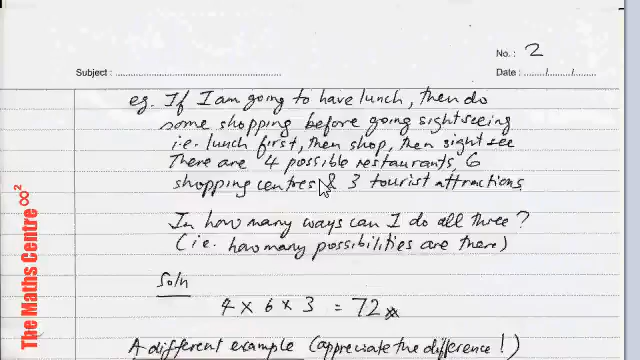 No.: 2
Subject : ........................................................
Date : ......./......./.......
eg. If I am going to have lunch, then do
some shopping before going sightseeing
i.e. lunch first, then shop, then sight see
There are 4 possible restaurants, 6
shopping centres & 3 tourist attractions
In how many ways can I do all three?
(i.e. how many possibilities are there)
Soln
4 × 6 × 3 = 72
A different example (appreciate the difference!)
The Maths Centre ∞²